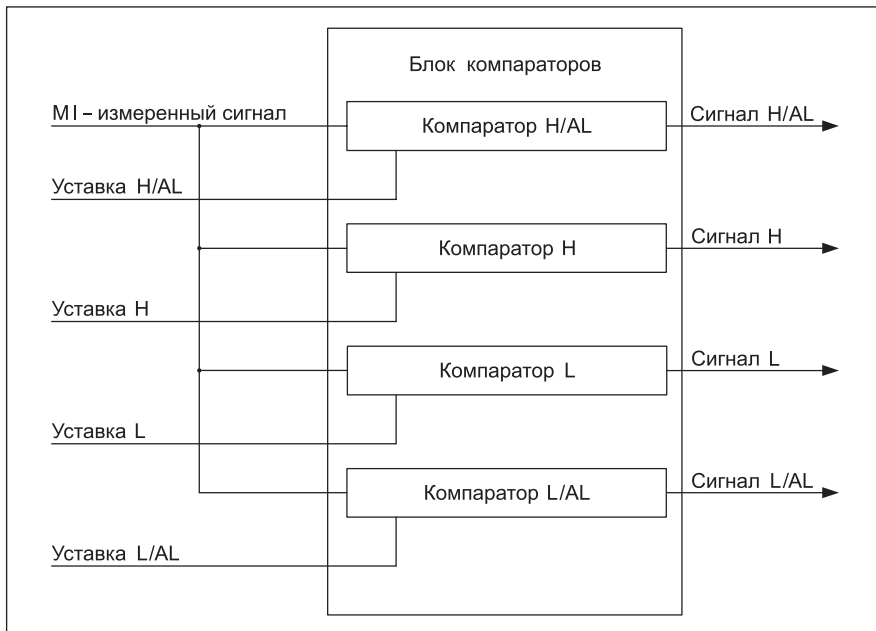 Блок компараторов
MI – измеренный сигнал
Компаратор H/AL
Сигнал H/AL
Уставка H/AL
Компаратор H
Сигнал H
Уставка H
Компаратор L
Сигнал L
Уставка L
Компаратор L/AL
Сигнал L/AL
Уставка L/AL